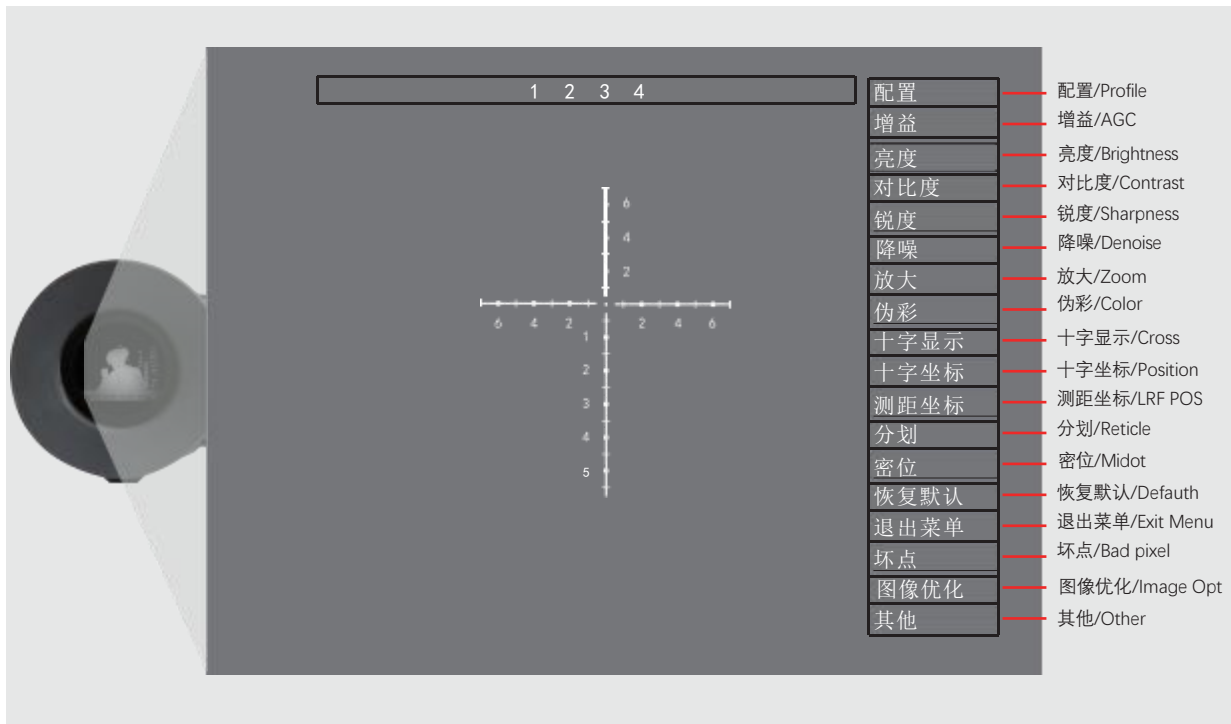 1 2 3 4
配置 配置/Profile
增益 增益/AGC
亮度 亮度/Brightness
对比度 对比度/Contrast
锐度 锐度/Sharpness
降噪 降噪/Denoise
放大 放大/Zoom
伪彩 伪彩/Color
十字显示 十字显示/Cross
十字坐标 十字坐标/Position
测距坐标 测距坐标/LRF POS
分划 分划/Reticle
密位 密位/Midot
恢复默认 恢复默认/Defauth
退出菜单 退出菜单/Exit Menu
坏点 坏点/Bad pixel
图像优化 图像优化/Image Opt
其他 其他/Other
6
4
2
6 4 2 2 4 6
1
2
3
4
5